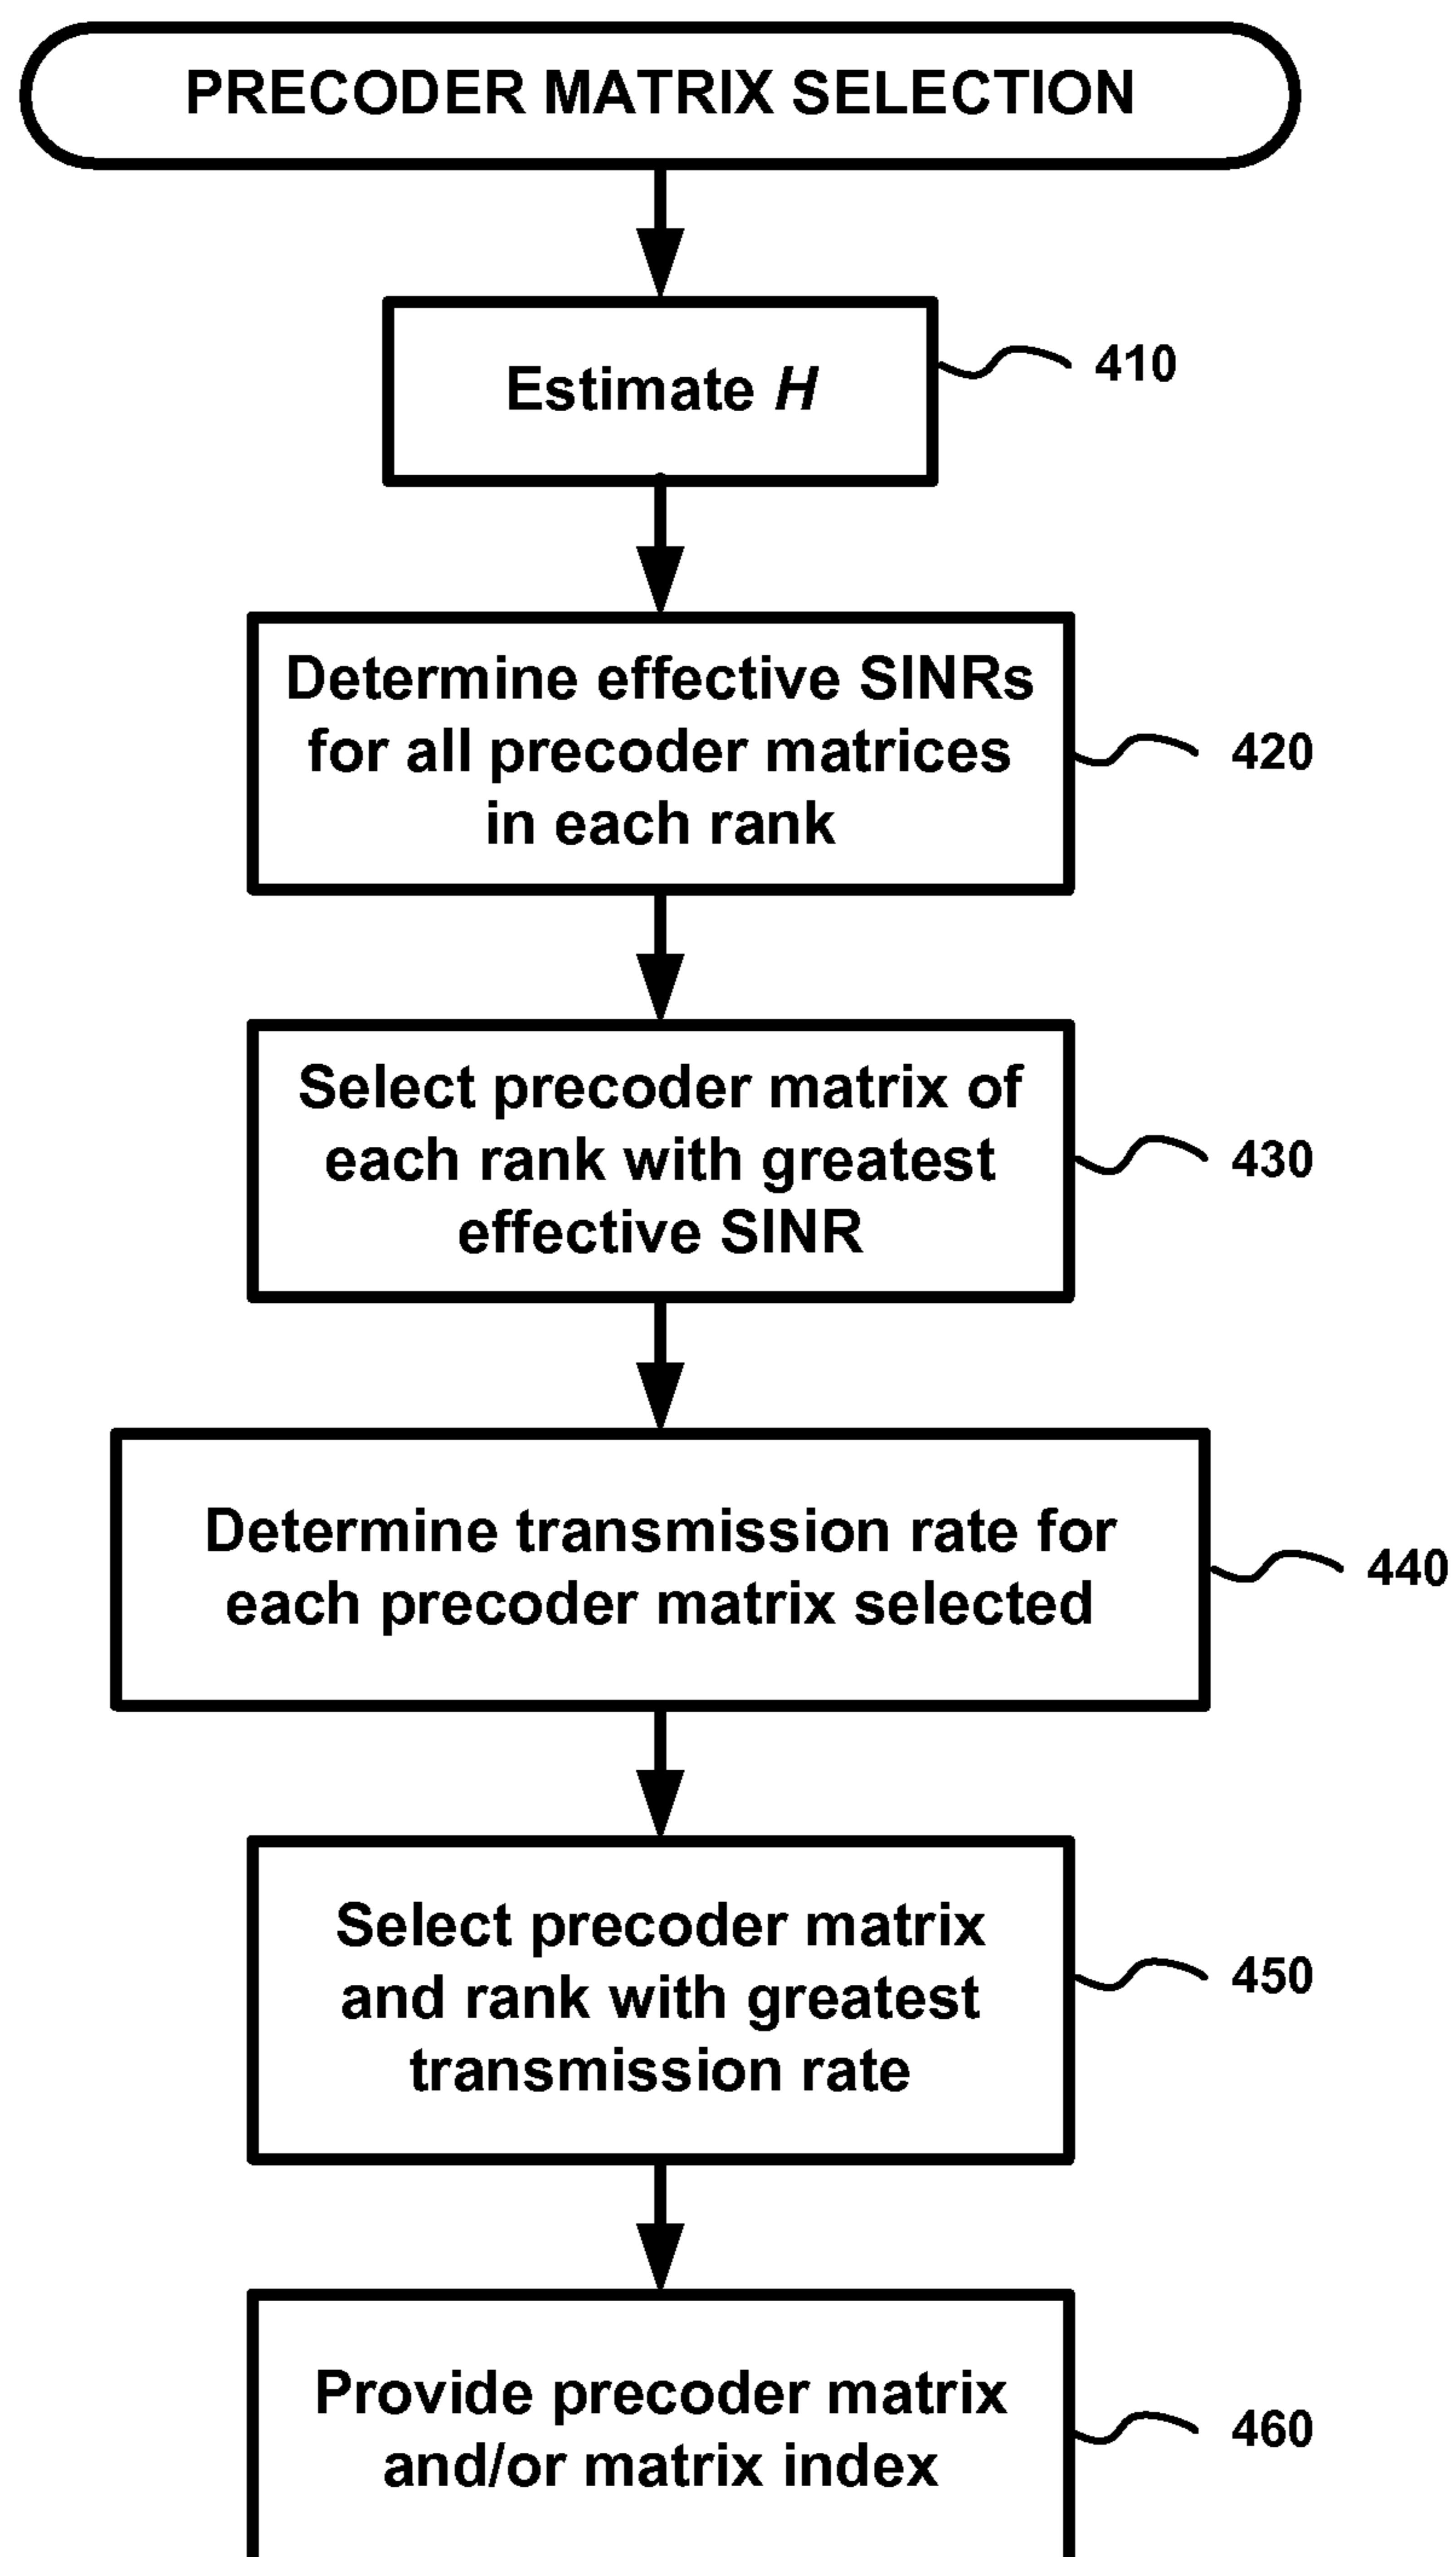 PRECODER MATRIX SELECTION
Estimate H
410
Determine effective SINRs
for all precoder matrices
in each rank
420
Select precoder matrix of
each rank with greatest
effective SINR
430
Determine transmission rate for
each precoder matrix selected
440
Select precoder matrix
and rank with greatest
transmission rate
450
Provide precoder matrix
and/or matrix index
460